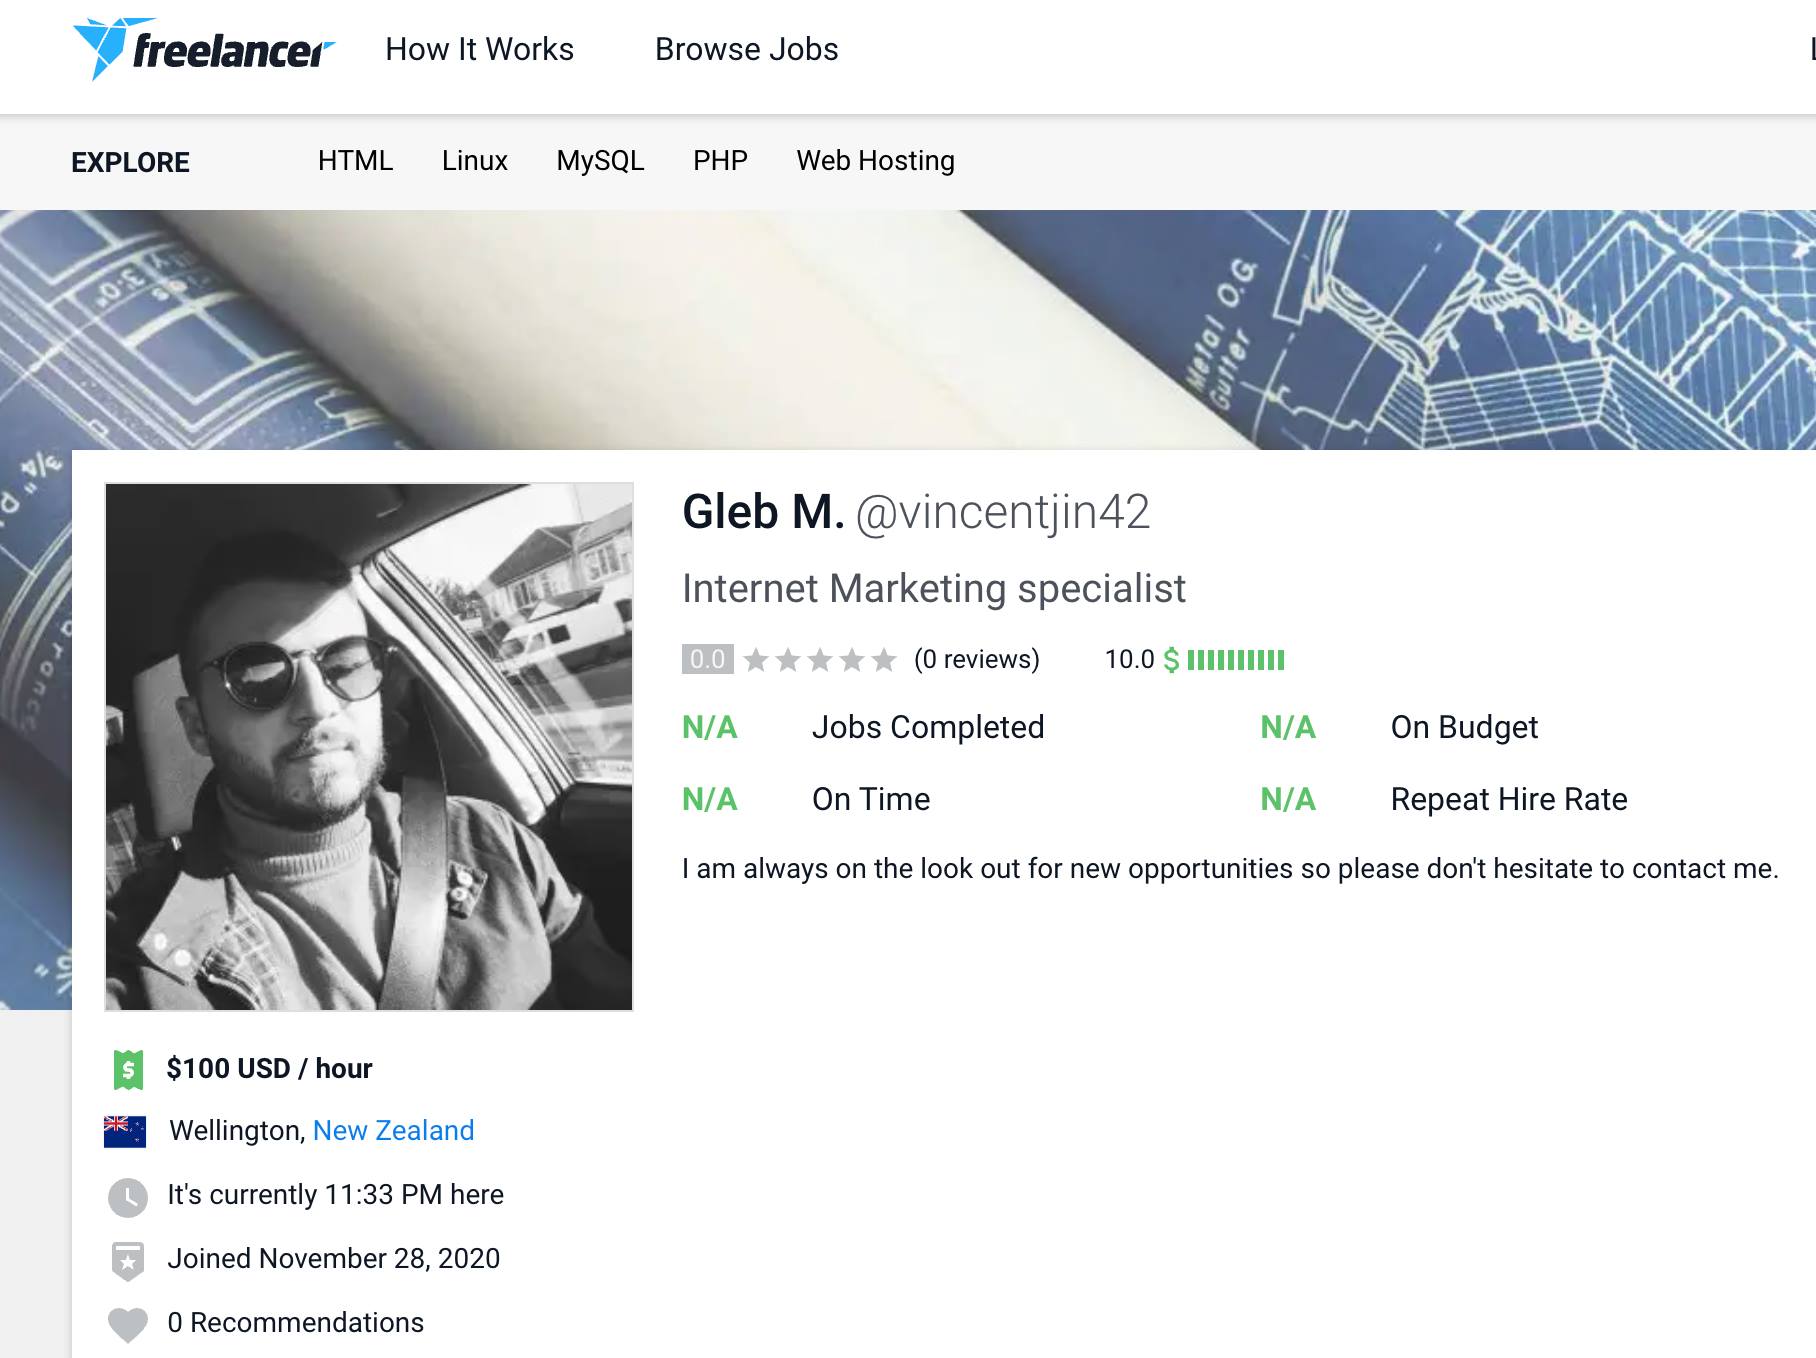 freelancer How It Works Browse Jobs
EXPLORE HTML Linux MySQL PHP Web Hosting
Metal O.G.
Gutter
Gleb M. @vincentjin42
Internet Marketing specialist
0.0 (0 reviews) 10.0 $
N/A Jobs Completed N/A On Budget
N/A On Time N/A Repeat Hire Rate
I am always on the look out for new opportunities so please don't hesitate to contact me.
$100 USD / hour
Wellington, New Zealand
It's currently 11:33 PM here
Joined November 28, 2020
0 Recommendations